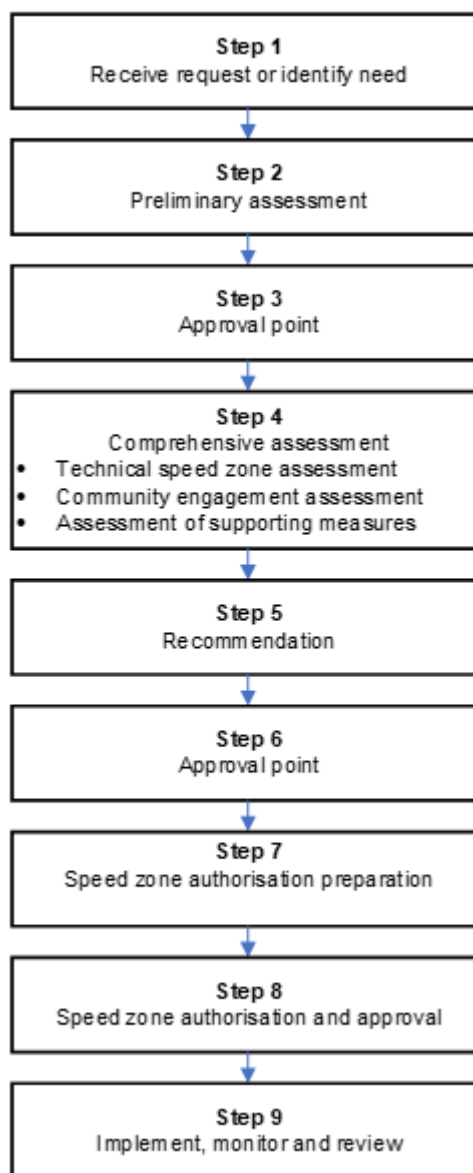 Step 1
Receive request or identify need
Step 2
Preliminary assessment
Step 3
Approval point
Step 4
Comprehensive assessment
• Technical speed zone assessment
• Community engagement assessment
• Assessment of supporting measures
Step 5
Recommendation
Step 6
Approval point
Step 7
Speed zone authorisation preparation
Step 8
Speed zone authorisation and approval
Step 9
Implement, monitor and review